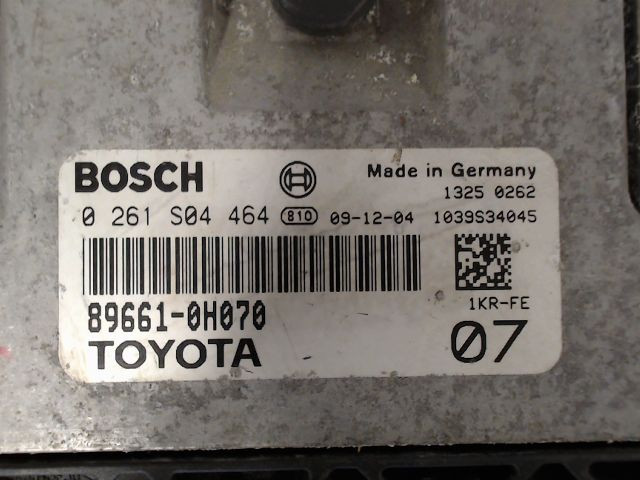 BOSCH
Made in Germany
1325 0262
0 261 S04 464 810 09-12-04 1039S34045
89661-0H070
1KR-FE
TOYOTA
07